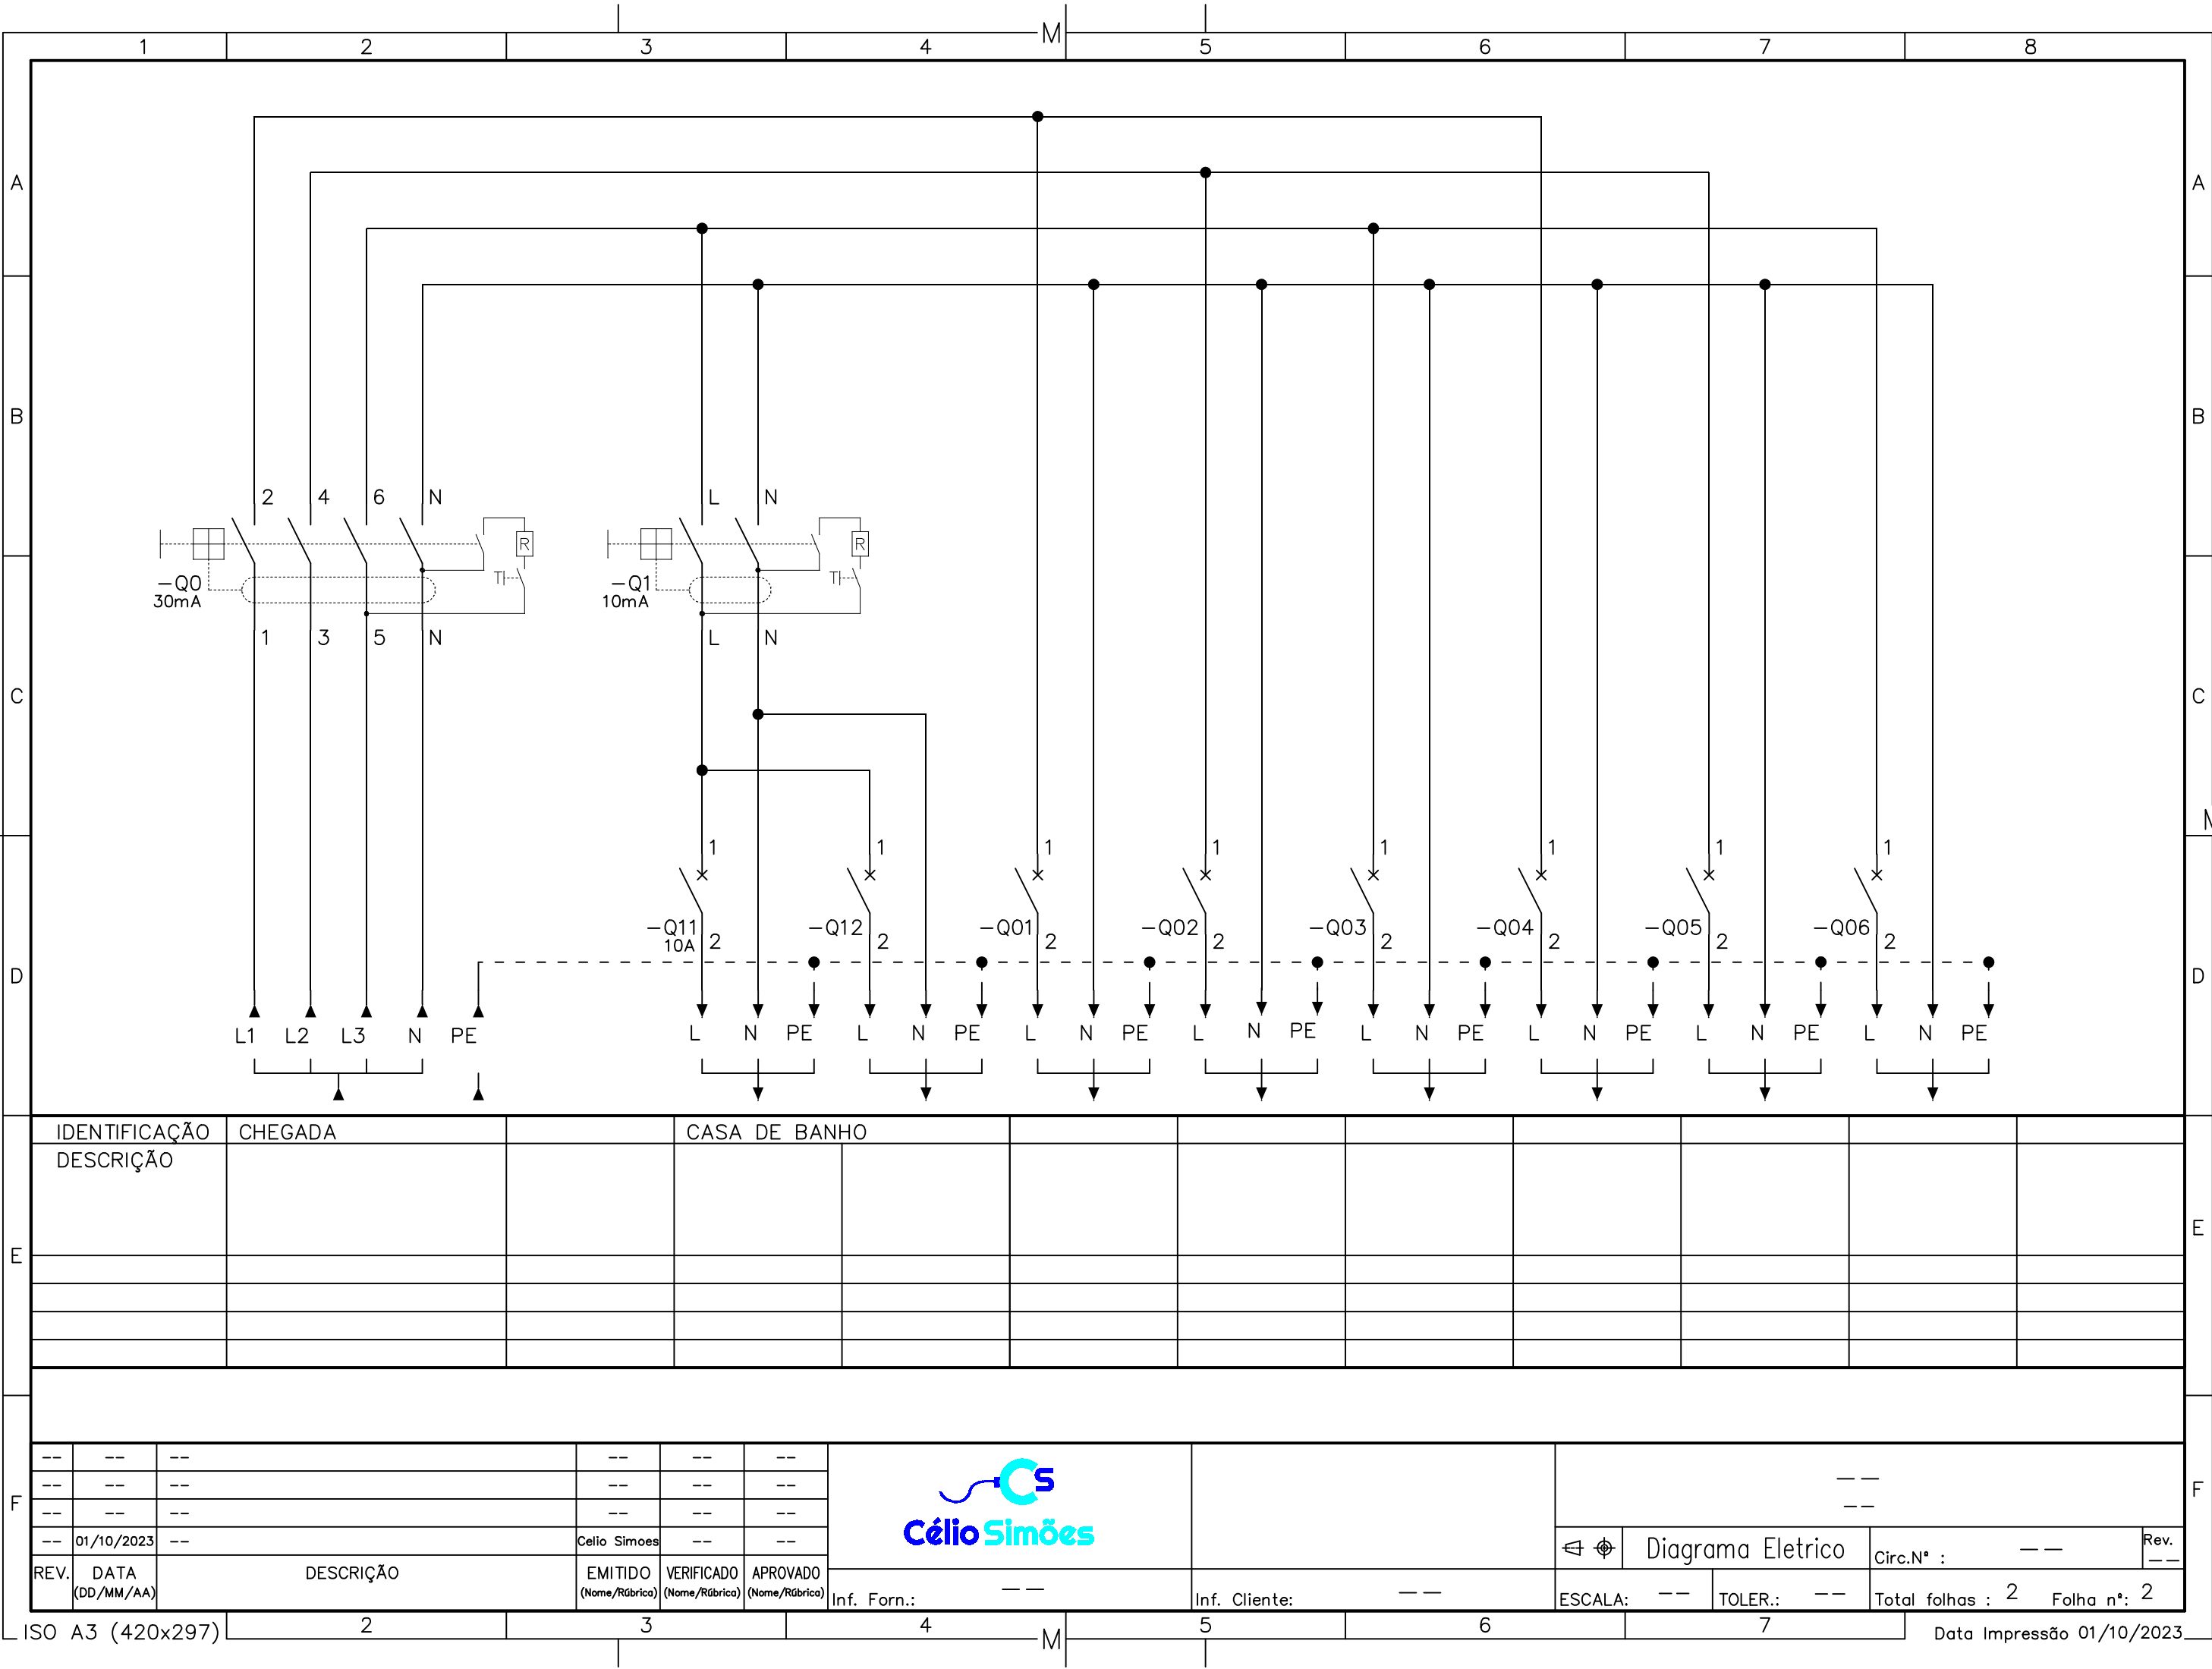 1 2 3 M 4 5 6 7 8
A A
B B
2 4 6 N L N
R R
-Q0 T -Q1 T
30mA 10mA
1 3 5 N L N
C C
M
1 1 1 1 1 1 1 1
-Q11 -Q12 -Q01 -Q02 -Q03 -Q04 -Q05 -Q06
10A 2 2 2 2 2 2 2 2
D D
L1 L2 L3 N PE L N PE L N PE L N PE L N PE L N PE L N PE L N PE L N PE
IDENTIFICAÇÃO CHEGADA CASA DE BANHO
DESCRIÇÃO
E E
-- -- -- -- -- --
-- -- -- -- -- --
-- -- -- -- -- --
-- 01/10/2023 -- Celio Simoes -- --
REV. DATA DESCRIÇÃO EMITIDO VERIFICADO APROVADO
(DD/MM/AA) (Nome/Rúbrica) (Nome/Rúbrica) (Nome/Rúbrica)
F F
CS
Célio Simões
Inf. Forn.: --
Inf. Cliente: --
--
--
Diagrama Eletrico Circ.Nº : -- Rev. --
ESCALA: -- TOLER.: -- Total folhas : 2 Folha nº: 2
ISO A3 (420x297) 2 3 4 M 5 6 7 Data Impressão 01/10/2023